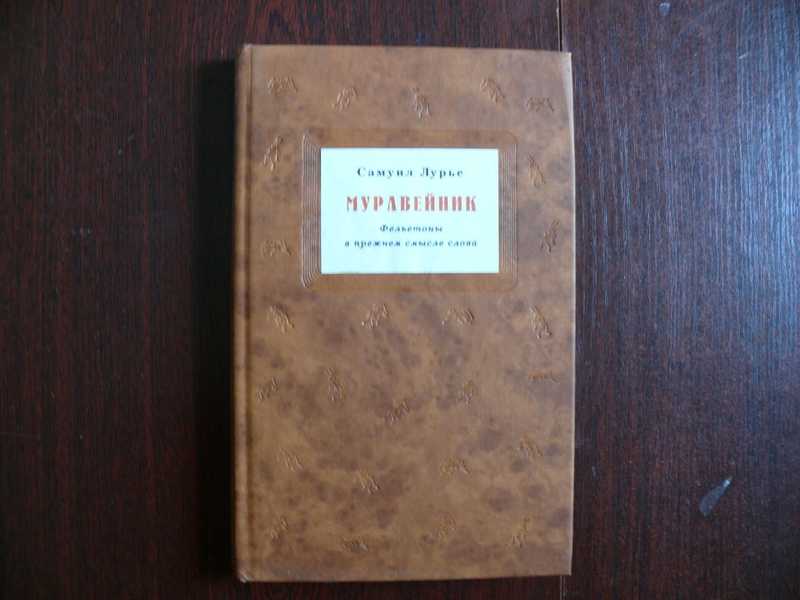 Самуил Лурье
МУРАВЕЙНИК
Фельетоны
в прежнем смысле слова